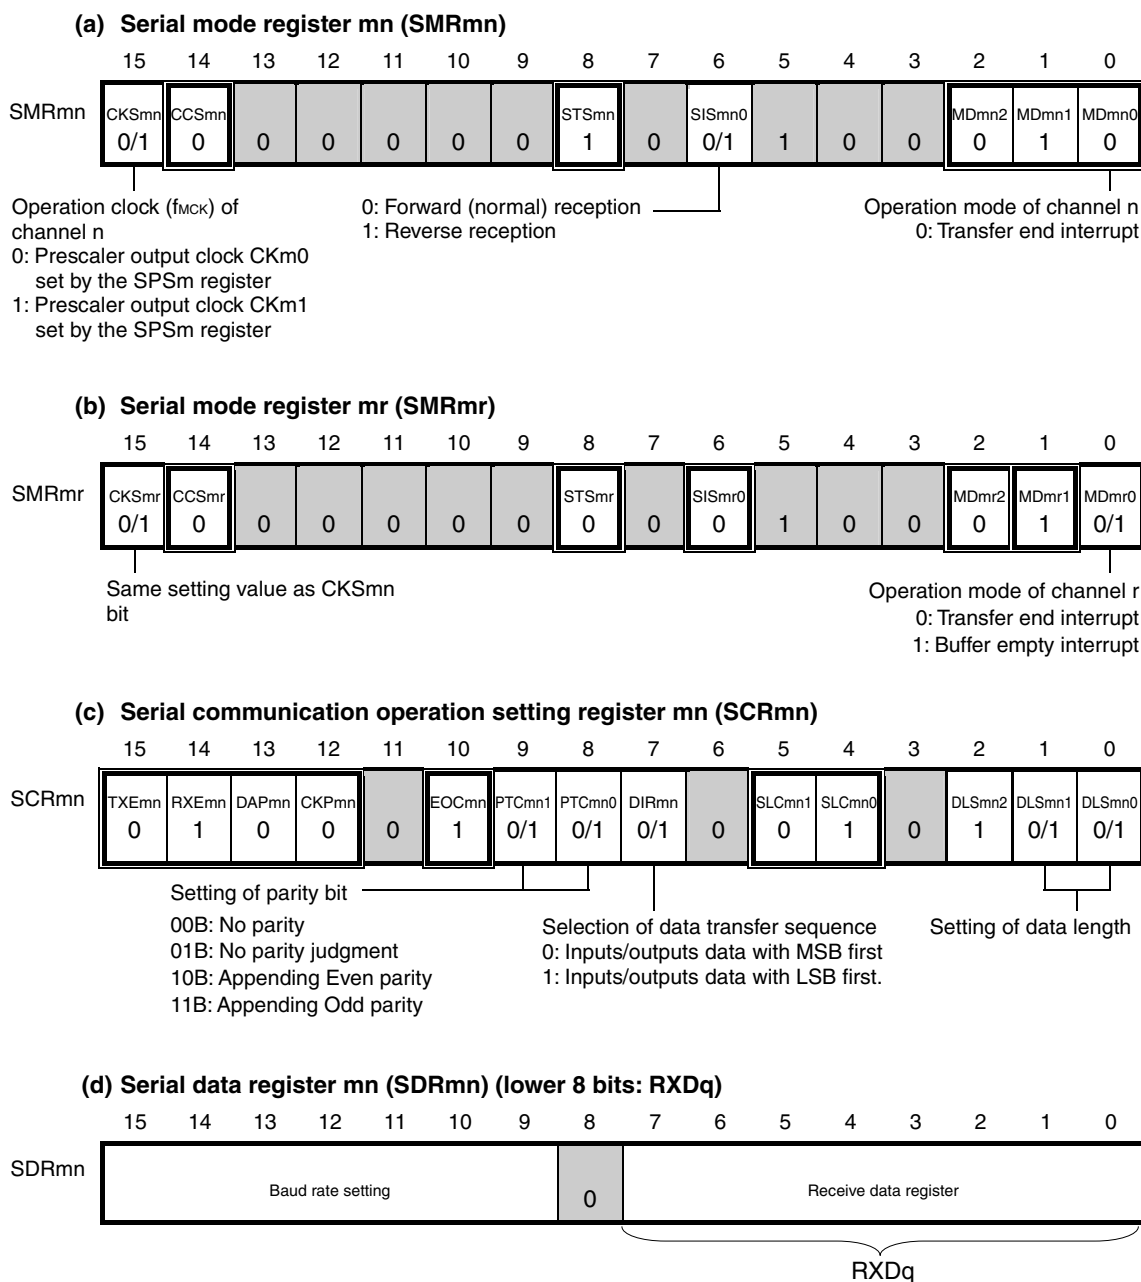 (a) Serial mode register mn (SMRmn)
15 14 13 12 11 10 9 8 7 6 5 4 3 2 1 0
SMRmn
CKSmn CCSmn STSmn SISmn0 MDmn2 MDmn1 MDmn0
0/1 0 0 0 0 0 0 1 0 0/1 1 0 0 0 1 0
Operation clock (fMCK) of
channel n
0: Prescaler output clock CKm0
set by the SPSm register
1: Prescaler output clock CKm1
set by the SPSm register
0: Forward (normal) reception
1: Reverse reception
Operation mode of channel n
0: Transfer end interrupt
(b) Serial mode register mr (SMRmr)
15 14 13 12 11 10 9 8 7 6 5 4 3 2 1 0
SMRmr
CKSmr CCSmr STSmr SISmr0 MDmr2 MDmr1 MDmr0
0/1 0 0 0 0 0 0 0 0 0 1 0 0 0 1 0/1
Same setting value as CKSmn
bit
Operation mode of channel r
0: Transfer end interrupt
1: Buffer empty interrupt
(c) Serial communication operation setting register mn (SCRmn)
15 14 13 12 11 10 9 8 7 6 5 4 3 2 1 0
SCRmn
TXEmn RXEmn DAPmn CKPmn EOCmn PTCmn1 PTCmn0 DIRmn SLCmn1 SLCmn0 DLSmn2 DLSmn1 DLSmn0
0 1 0 0 0 1 0/1 0/1 0/1 0 0 1 0 1 0/1 0/1
Setting of parity bit
00B: No parity
01B: No parity judgment
10B: Appending Even parity
11B: Appending Odd parity
Selection of data transfer sequence
0: Inputs/outputs data with MSB first
1: Inputs/outputs data with LSB first.
Setting of data length
(d) Serial data register mn (SDRmn) (lower 8 bits: RXDq)
15 14 13 12 11 10 9 8 7 6 5 4 3 2 1 0
SDRmn
Baud rate setting 0 Receive data register
RXDq